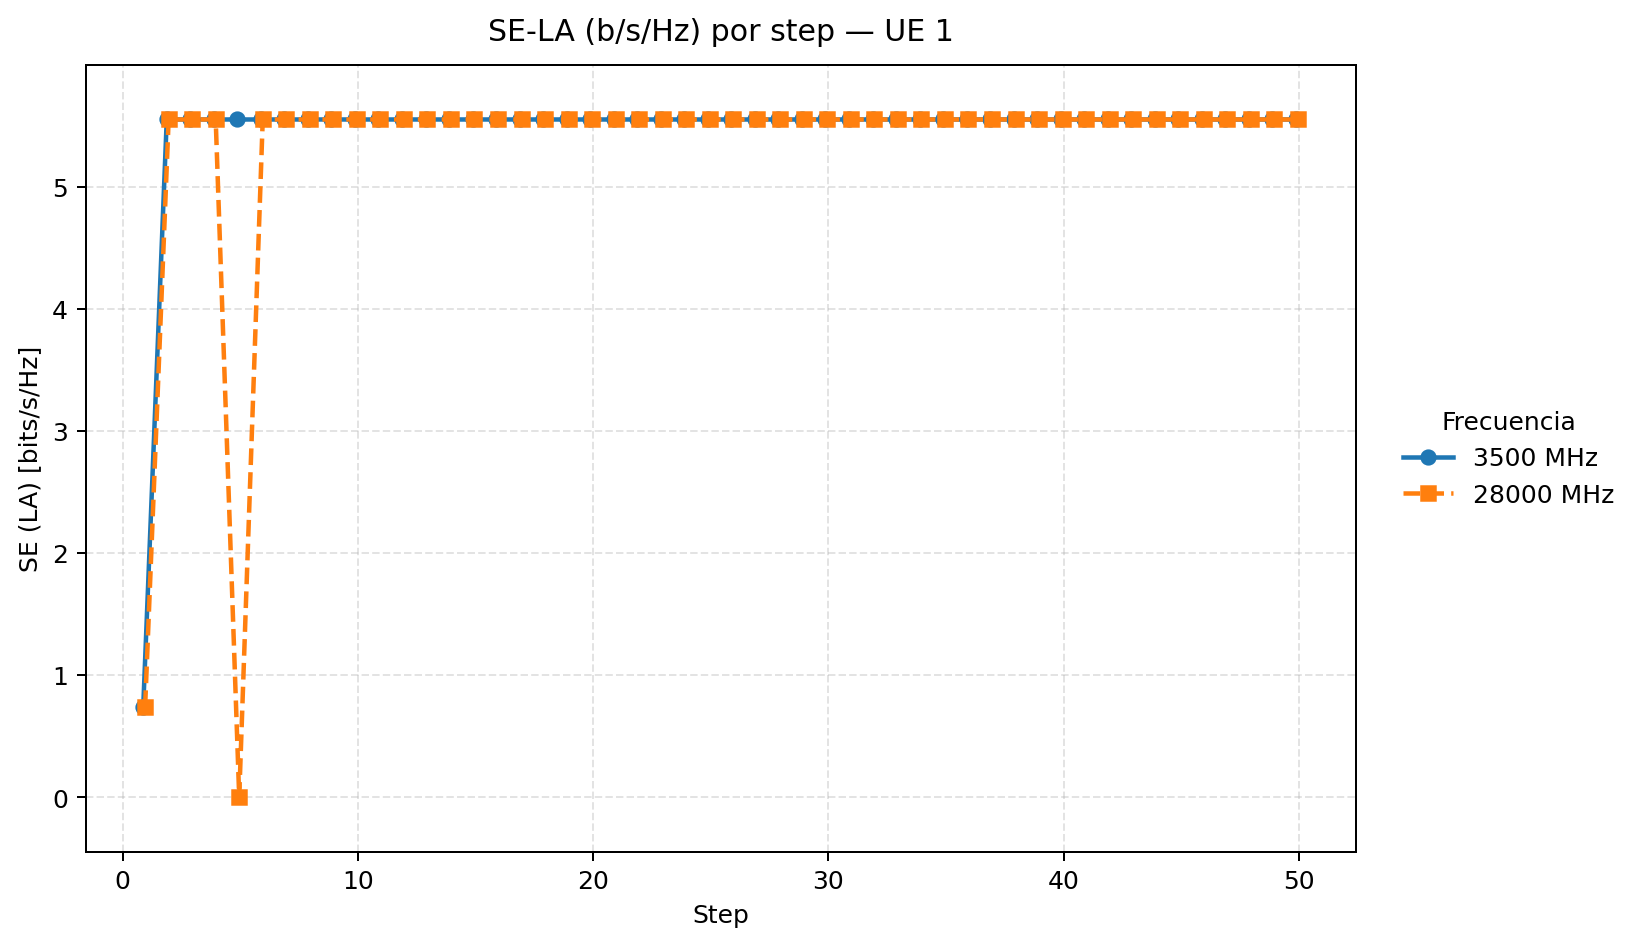 SE-LA (b/s/Hz) por step — UE 1
SE (LA) [bits/s/Hz]
5
4
3
2
1
0
0 10 20 30 40 50
Step
Frecuencia
3500 MHz
28000 MHz